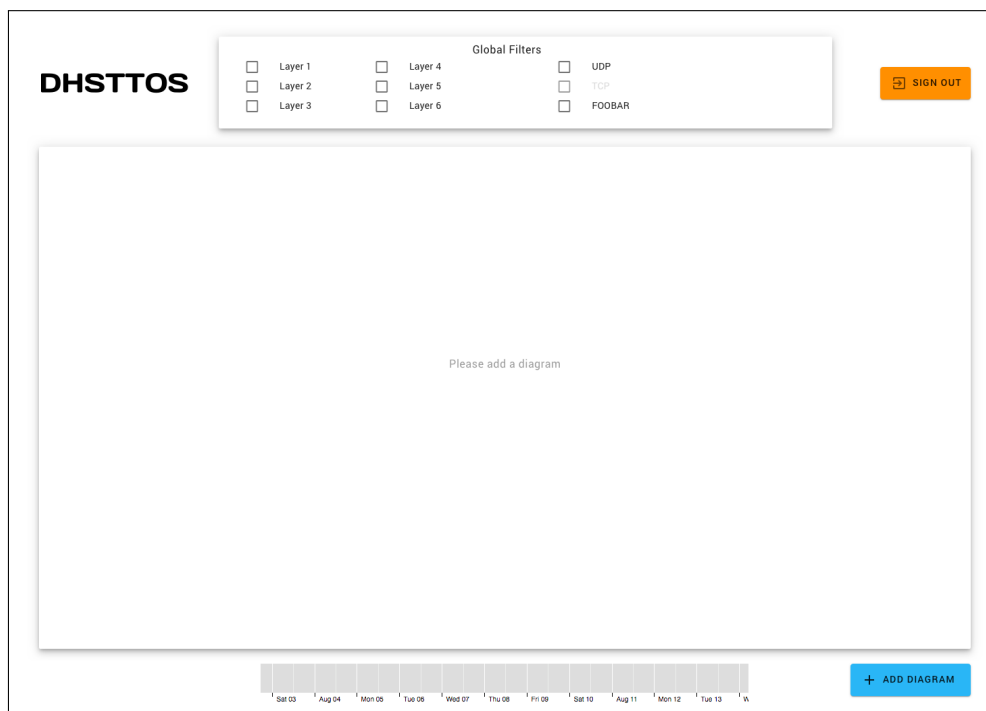 Global Filters
DHSTTOS
Layer 1 Layer 4 UDP
Layer 2 Layer 5 TCP
Layer 3 Layer 6 FOOBAR
SIGN OUT
Please add a diagram
Sat 03 Aug 04 Mon 05 Tue 06 Wed 07 Thu 08 Fri 09 Sat 10 Aug 11 Mon 12 Tue 13
ADD DIAGRAM